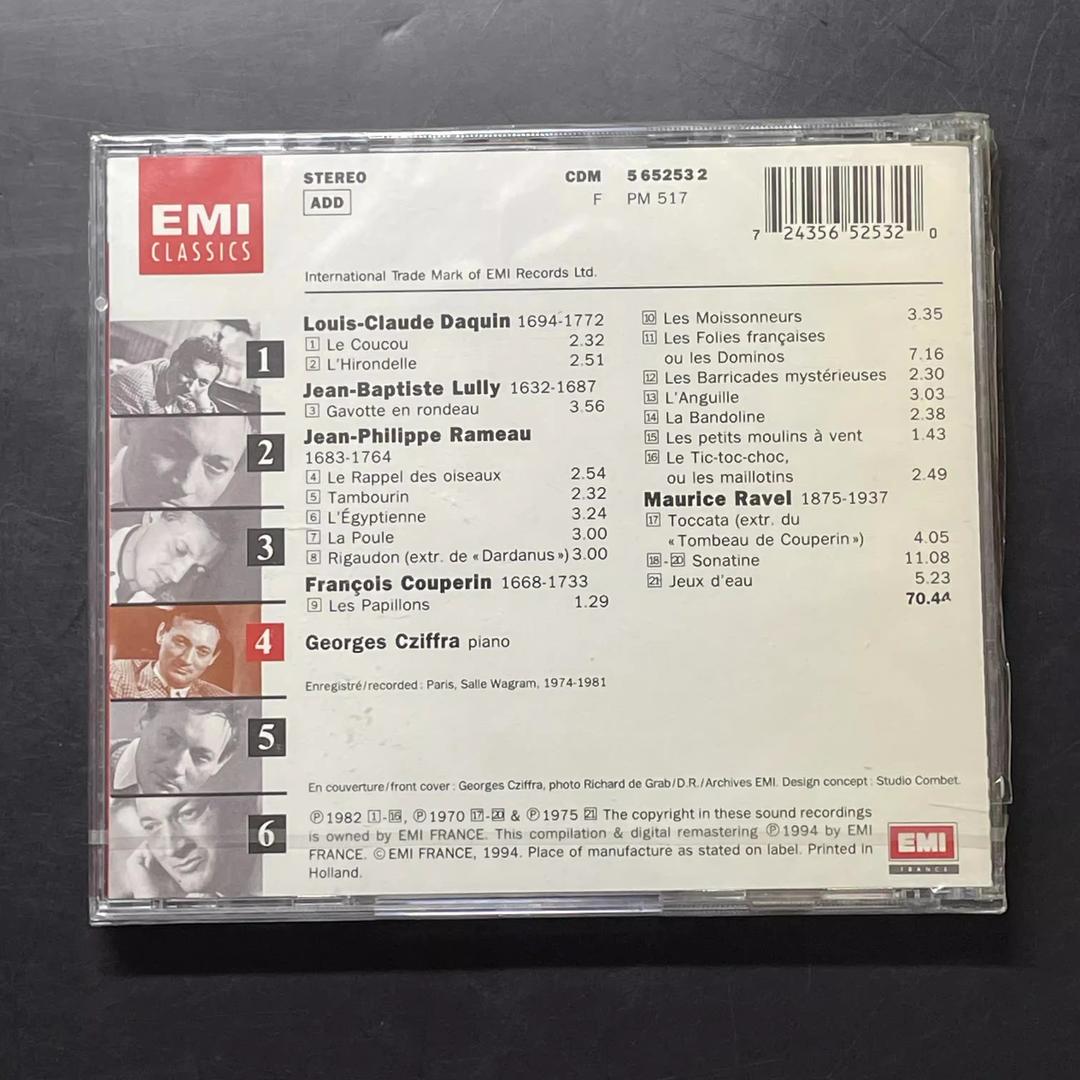 EMI
CLASSICS
STEREO
ADD
CDM 5 65253 2
F PM 517
7 24356 52532 0
International Trade Mark of EMI Records Ltd.
1
2
3
4
5
6
Louis-Claude Daquin 1694-1772
1 Le Coucou 2.32
2 L'Hirondelle 2.51
Jean-Baptiste Lully 1632-1687
3 Gavotte en rondeau 3.56
Jean-Philippe Rameau
1683-1764
4 Le Rappel des oiseaux 2.54
5 Tambourin 2.32
6 L'Égyptienne 3.24
7 La Poule 3.00
8 Rigaudon (extr. de «Dardanus») 3.00
François Couperin 1668-1733
9 Les Papillons 1.29
10 Les Moissonneurs 3.35
11 Les Folies françaises
ou les Dominos 7.16
12 Les Barricades mystérieuses 2.30
13 L'Anguille 3.03
14 La Bandoline 2.38
15 Les petits moulins à vent 1.43
16 Le Tic-toc-choc,
ou les maillotins 2.49
Maurice Ravel 1875-1937
17 Toccata (extr. du
«Tombeau de Couperin») 4.05
18-20 Sonatine 11.08
21 Jeux d'eau 5.23
70.44
Georges Cziffra piano
Enregistré/recorded: Paris, Salle Wagram, 1974-1981
En couverture/front cover: Georges Cziffra, photo Richard de Grab/D.R./Archives EMI. Design concept: Studio Combet.
℗ 1982 1-16, ℗ 1970 17-20 & ℗ 1975 21 The copyright in these sound recordings
is owned by EMI FRANCE. This compilation & digital remastering ℗ 1994 by EMI
FRANCE. © EMI FRANCE, 1994. Place of manufacture as stated on label. Printed in
Holland.
EMI
FRANCE